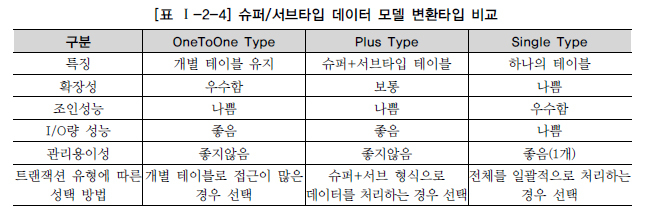 [표 Ⅰ-2-4] 슈퍼/서브타입 데이터 모델 변환타입 비교
구분 OneToOne Type Plus Type Single Type
특징 개별 테이블 유지 슈퍼+서브타입 테이블 하나의 테이블
확장성 우수함 보통 나쁨
조인성능 나쁨 나쁨 우수함
I/O량 성능 좋음 좋음 나쁨
관리용이성 좋지않음 좋지않음 좋음(1개)
트랜잭션 유형에 따른 개별 테이블로 접근이 많은 슈퍼+서브 형식으로 전체를 일괄적으로 처리하는
성택 방법 경우 선택 데이터를 처리하는 경우 선택 경우 선택